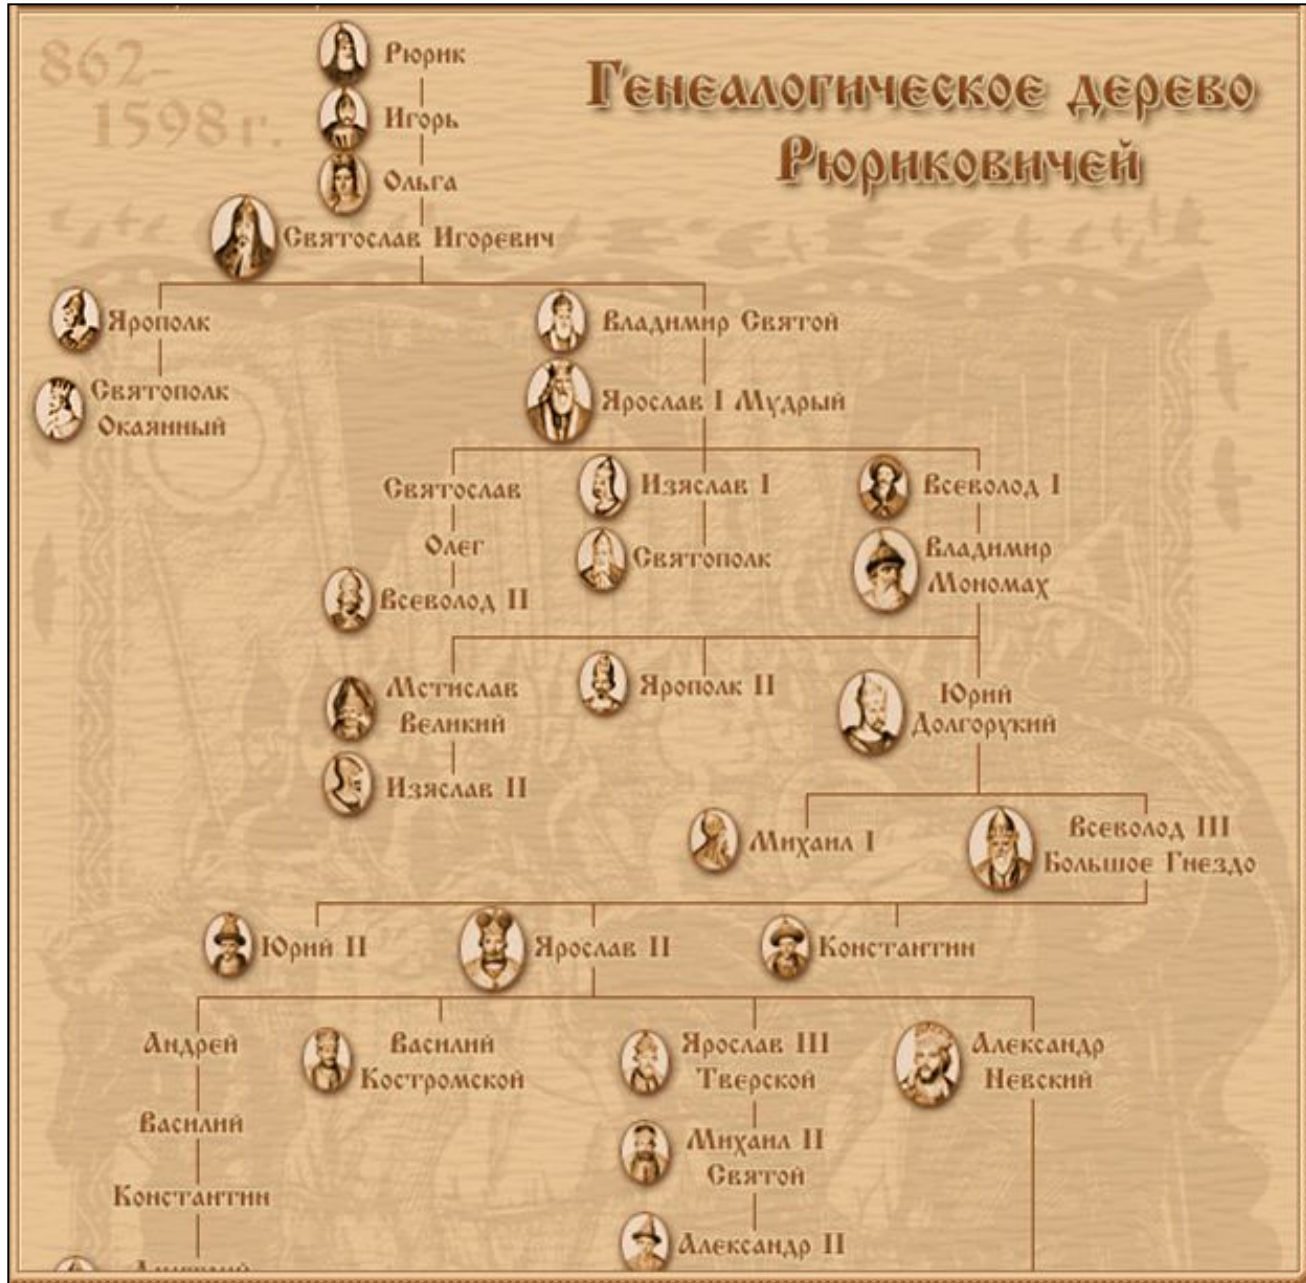 862-
1598 г.
Генеалогическое дерево
Рюриковичей
Рюрик
Игорь
Ольга
Святослав Игоревич
Ярополк
Владимир Святой
Святополк
Окаянный
Ярослав I Мудрый
Святослав
Изяслав I
Всеволод I
Олег
Святополк
Владимир
Мономах
Всеволод II
Мстислав
Великий
Ярополк II
Юрий
Долгорукий
Изяслав II
Михаил I
Всеволод III
Большое Гнездо
Юрий II
Ярослав II
Константин
Андрей
Василий
Костромской
Ярослав III
Тверской
Александр
Невский
Василий
Михаил II
Святой
Константин
Александр II